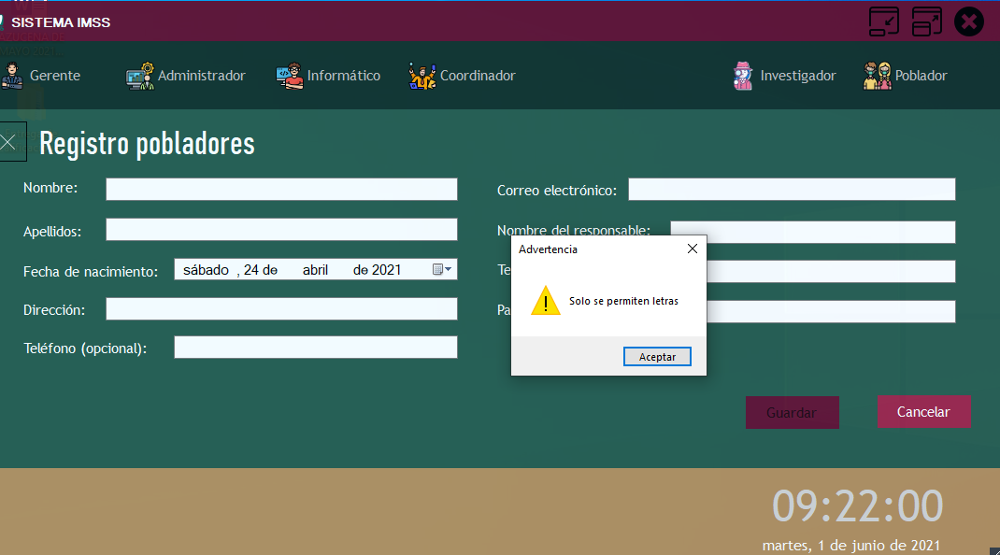 SISTEMA IMSS
Gerente Administrador Informático Coordinador Investigador Poblador
Registro pobladores
Nombre:
Correo electrónico:
Apellidos:
Nombre del responsable:
Fecha de nacimiento: sábado , 24 de abril de 2021
Te
Dirección:
Pa
Teléfono (opcional):
Advertencia
Solo se permiten letras
Aceptar
Guardar Cancelar
09:22:00
martes, 1 de junio de 2021